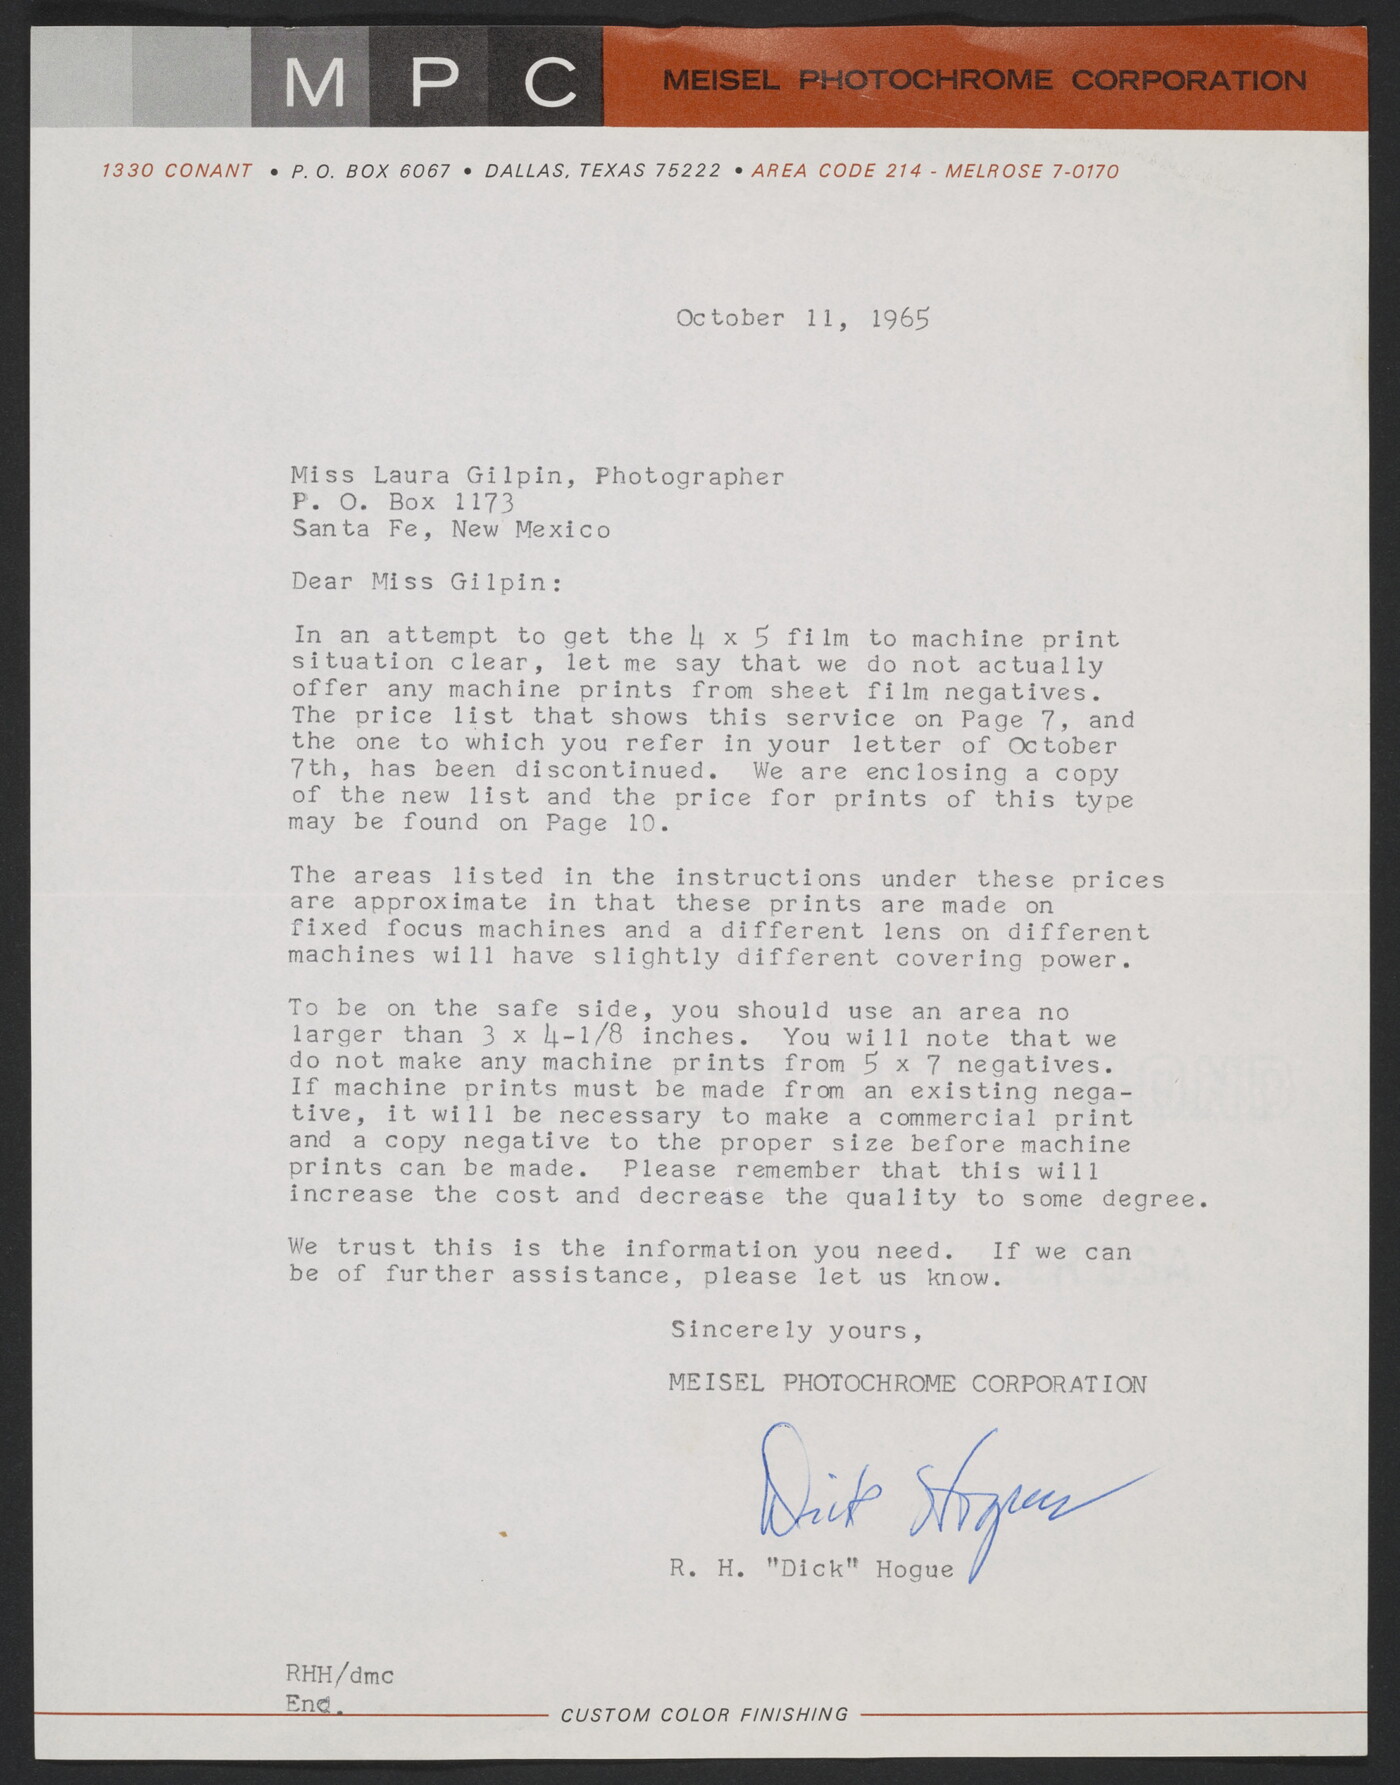 M P C MEISEL PHOTOCHROME CORPORATION
1330 CONANT • P. O. BOX 6067 • DALLAS, TEXAS 75222 • AREA CODE 214 - MELROSE 7-0170
October 11, 1965
Miss Laura Gilpin, Photographer
P. O. Box 1173
Santa Fe, New Mexico
Dear Miss Gilpin:
In an attempt to get the 4 x 5 film to machine print
situation clear, let me say that we do not actually
offer any machine prints from sheet film negatives.
The price list that shows this service on Page 7, and
the one to which you refer in your letter of October
7th, has been discontinued. We are enclosing a copy
of the new list and the price for prints of this type
may be found on Page 10.
The areas listed in the instructions under these prices
are approximate in that these prints are made on
fixed focus machines and a different lens on different
machines will have slightly different covering power.
To be on the safe side, you should use an area no
larger than 3 x 4-1/8 inches. You will note that we
do not make any machine prints from 5 x 7 negatives.
If machine prints must be made from an existing nega-
tive, it will be necessary to make a commercial print
and a copy negative to the proper size before machine
prints can be made. Please remember that this will
increase the cost and decrease the quality to some degree.
We trust this is the information you need. If we can
be of further assistance, please let us know.
Sincerely yours,
MEISEL PHOTOCHROME CORPORATION
Dick Hogue
R. H. "Dick" Hogue
RHH/dmc
Enc.
CUSTOM COLOR FINISHING